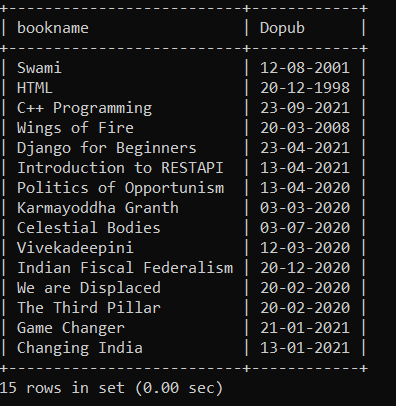 +--------------------------+------------+
| bookname                 | Dopub      |
+--------------------------+------------+
| Swami                    | 12-08-2001 |
| HTML                     | 20-12-1998 |
| C++ Programming          | 23-09-2021 |
| Wings of Fire            | 20-03-2008 |
| Django for Beginners     | 23-04-2021 |
| Introduction to RESTAPI  | 13-04-2021 |
| Politics of Opportunism  | 13-04-2020 |
| Karmayoddha Granth       | 03-03-2020 |
| Celestial Bodies         | 03-07-2020 |
| Vivekadeepini            | 12-03-2020 |
| Indian Fiscal Federalism | 20-12-2020 |
| We are Displaced         | 20-02-2020 |
| The Third Pillar         | 20-02-2020 |
| Game Changer             | 21-01-2021 |
| Changing India           | 13-01-2021 |
+--------------------------+------------+
15 rows in set (0.00 sec)